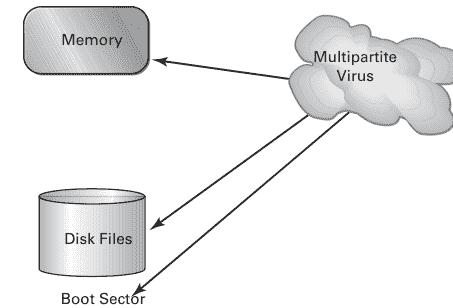 Memory
Multipartite
Virus
Disk Files
Boot Sector